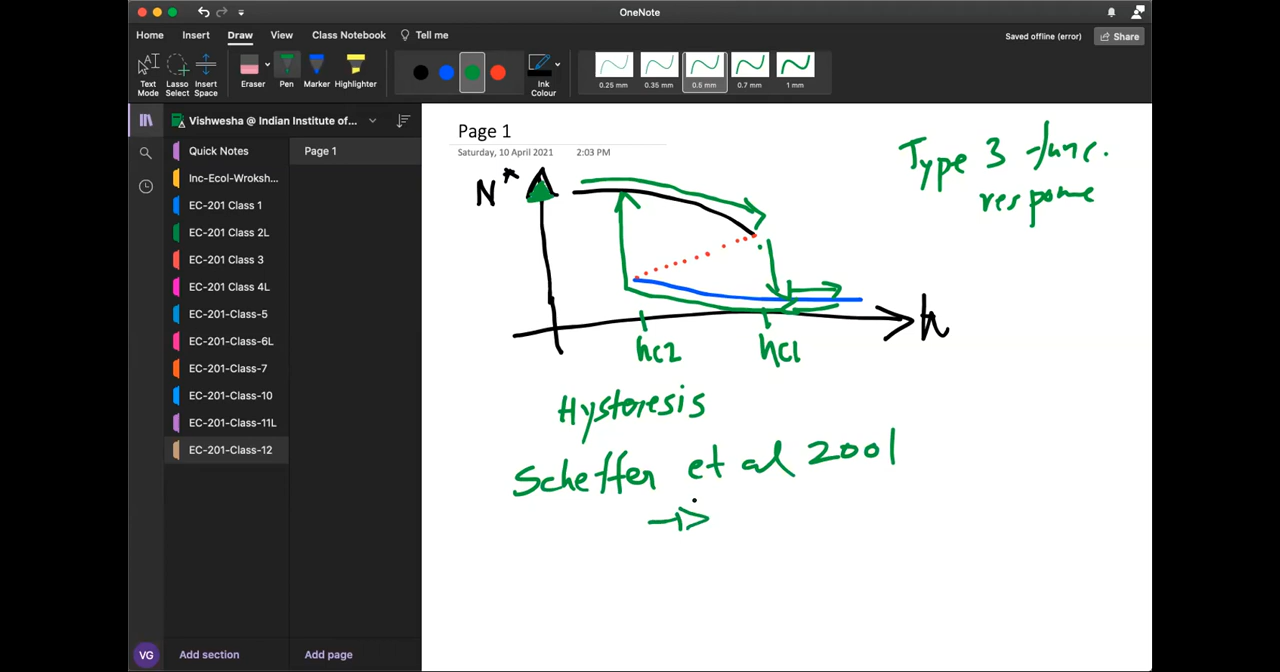 OneNote
Home Insert Draw View Class Notebook Tell me
Saved offline (error) Share
Text Mode
Lasso Select
Insert Space
Eraser
Pen
Marker
Highlighter
0.25 mm
0.35 mm
0.5 mm
0.7 mm
1 mm
Ink Colour
Vishwesha @ Indian Institute of...
Quick Notes
Inc-Ecol-Wroksh...
EC-201 Class 1
EC-201 Class 2L
EC-201 Class 3
EC-201 Class 4L
EC-201-Class-5
EC-201-Class-6L
EC-201-Class-7
EC-201-Class-10
EC-201-Class-11L
EC-201-Class-12
Page 1
Page 1
Saturday, 10 April 2021 2:03 PM
Type 3 func.
response
N*
h
hc2 hc1
Hysteresis
Scheffer et al 2001
VG
Add section
Add page